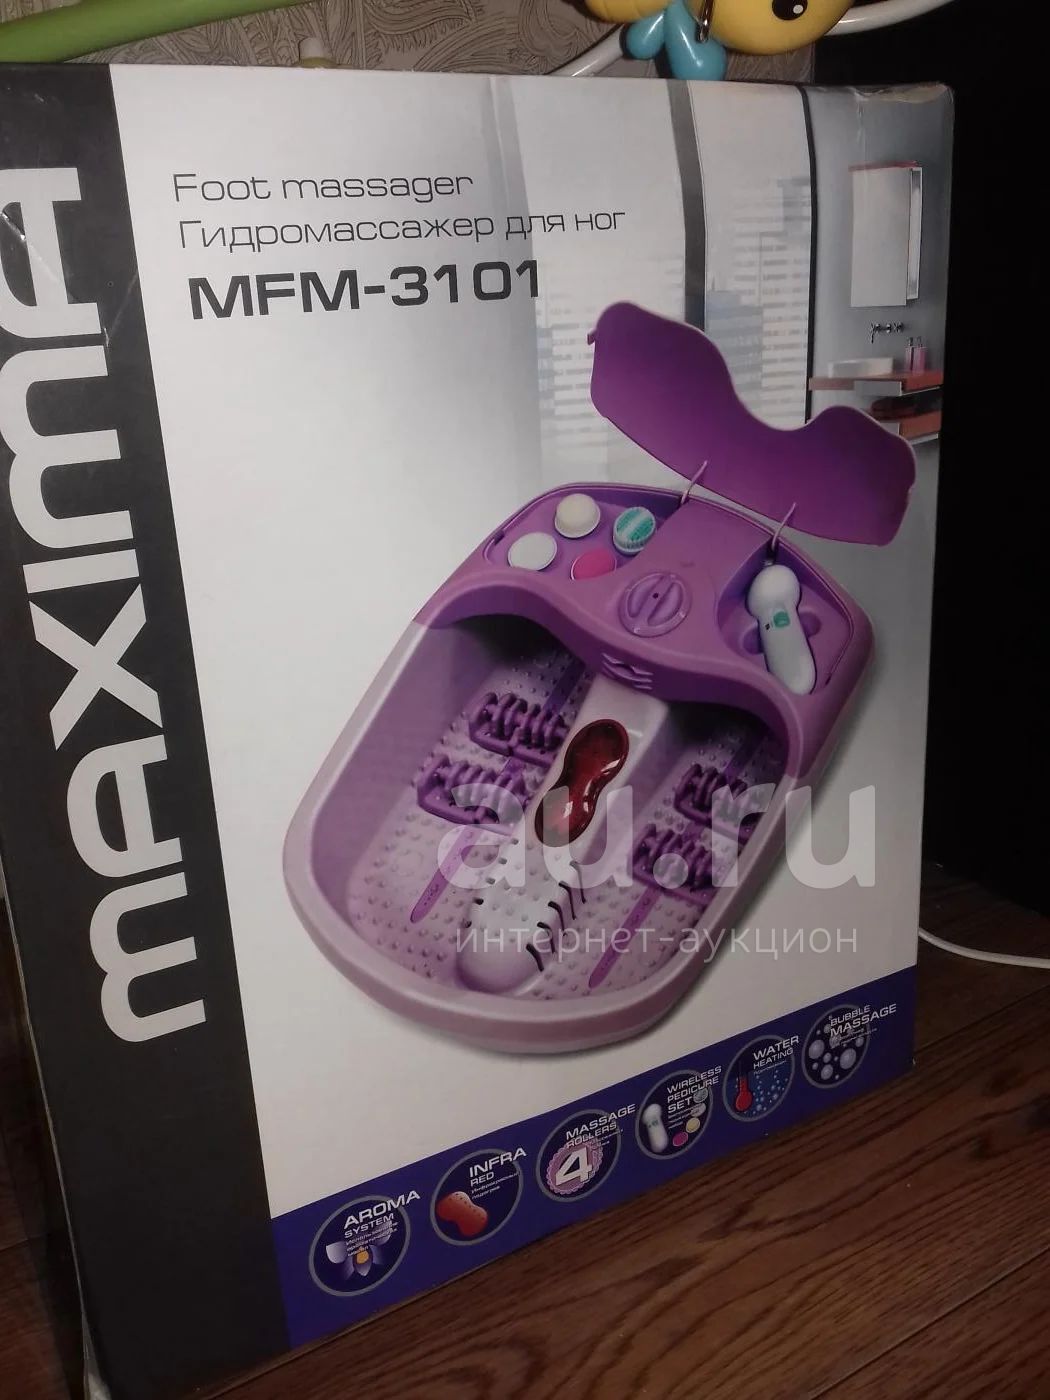 MAXIMA
Foot massager
Гидромассажер для ног
MFM-3101
au.ru
интернет-аукцион
AROMA
SYSTEM
INFRA
RED
MASSAGE
ROLLERS
4
WIRELESS
PEDICURE
SET
WATER
HEATING
BUBBLE
MASSAGE